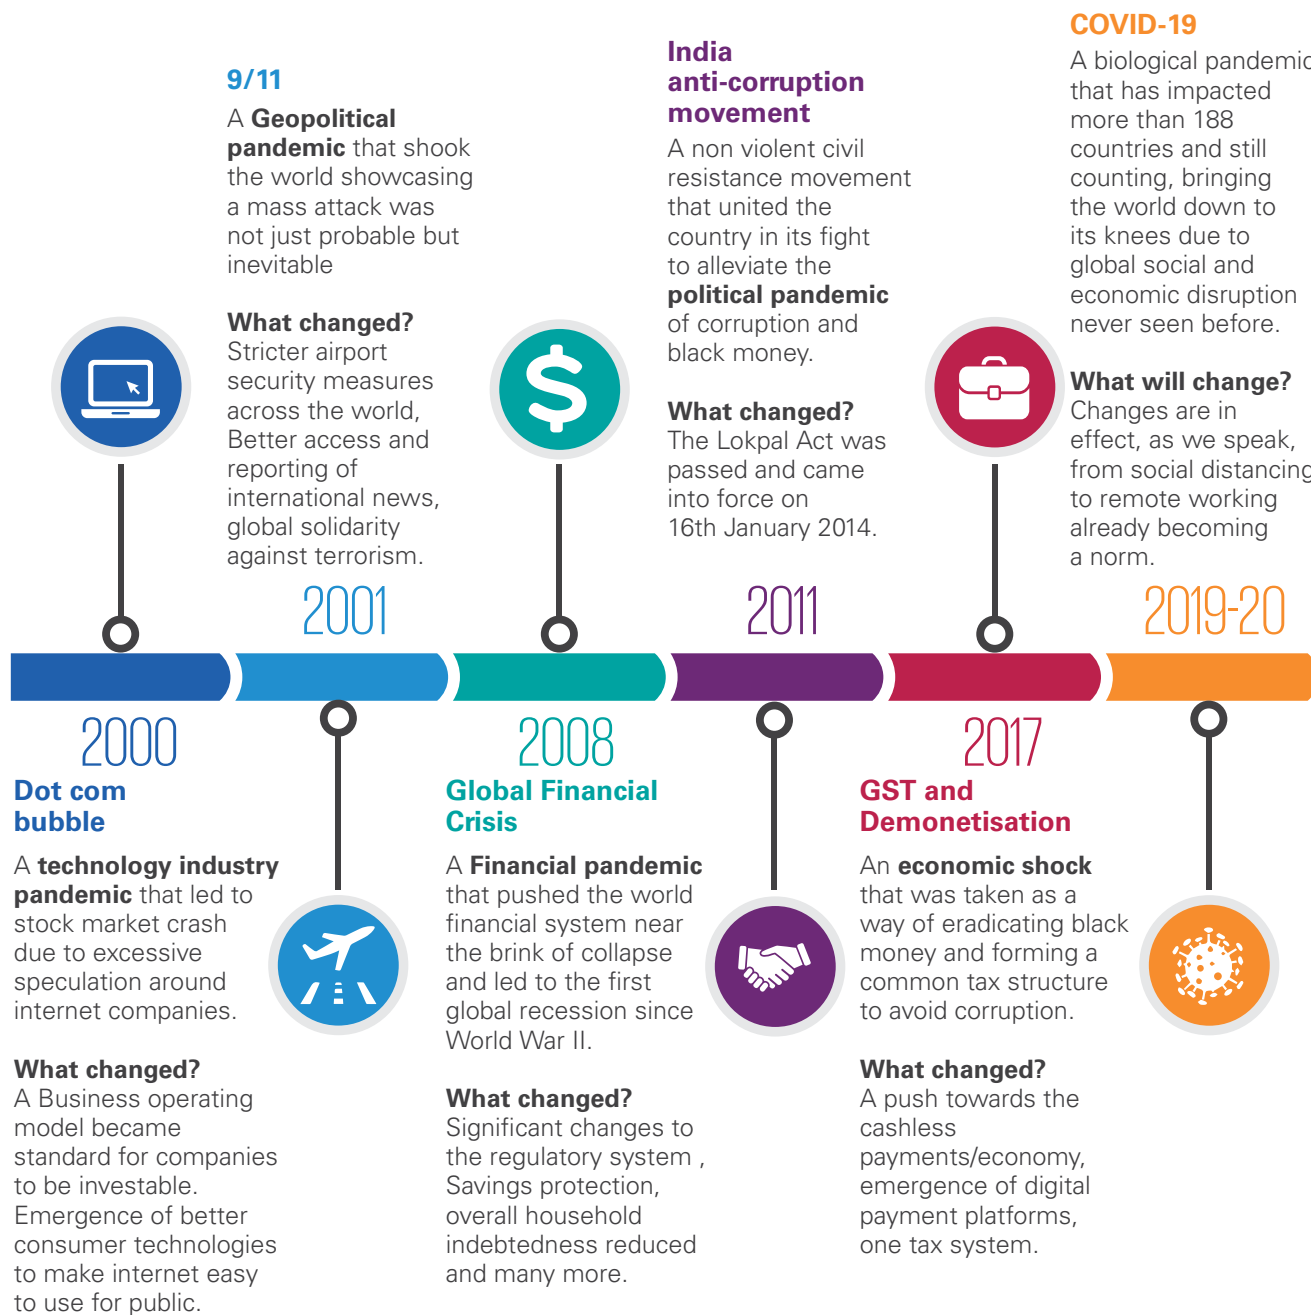 9/11
A Geopolitical
pandemic that shook
the world showcasing
a mass attack was
not just probable but
inevitable
What changed?
Stricter airport
security measures
across the world,
Better access and
reporting of
international news,
global solidarity
against terrorism.
2001
India
anti-corruption
movement
A non violent civil
resistance movement
that united the
country in its fight
to alleviate the
political pandemic
of corruption and
black money.
What changed?
The Lokpal Act was
passed and came
into force on
16th January 2014.
2011
COVID-19
A biological pandemic
that has impacted
more than 188
countries and still
counting, bringing
the world down to
its knees due to
global social and
economic disruption
never seen before.
What will change?
Changes are in
effect, as we speak,
from social distancing
to remote working
already becoming
a norm.
2019-20
2000
Dot com
bubble
A technology industry
pandemic that led to
stock market crash
due to excessive
speculation around
internet companies.
What changed?
A Business operating
model became
standard for companies
to be investable.
Emergence of better
consumer technologies
to make internet easy
to use for public.
2008
Global Financial
Crisis
A Financial pandemic
that pushed the world
financial system near
the brink of collapse
and led to the first
global recession since
World War II.
What changed?
Significant changes to
the regulatory system ,
Savings protection,
overall household
indebtedness reduced
and many more.
2017
GST and
Demonetisation
An economic shock
that was taken as a
way of eradicating black
money and forming a
common tax structure
to avoid corruption.
What changed?
A push towards the
cashless
payments/economy,
emergence of digital
payment platforms,
one tax system.